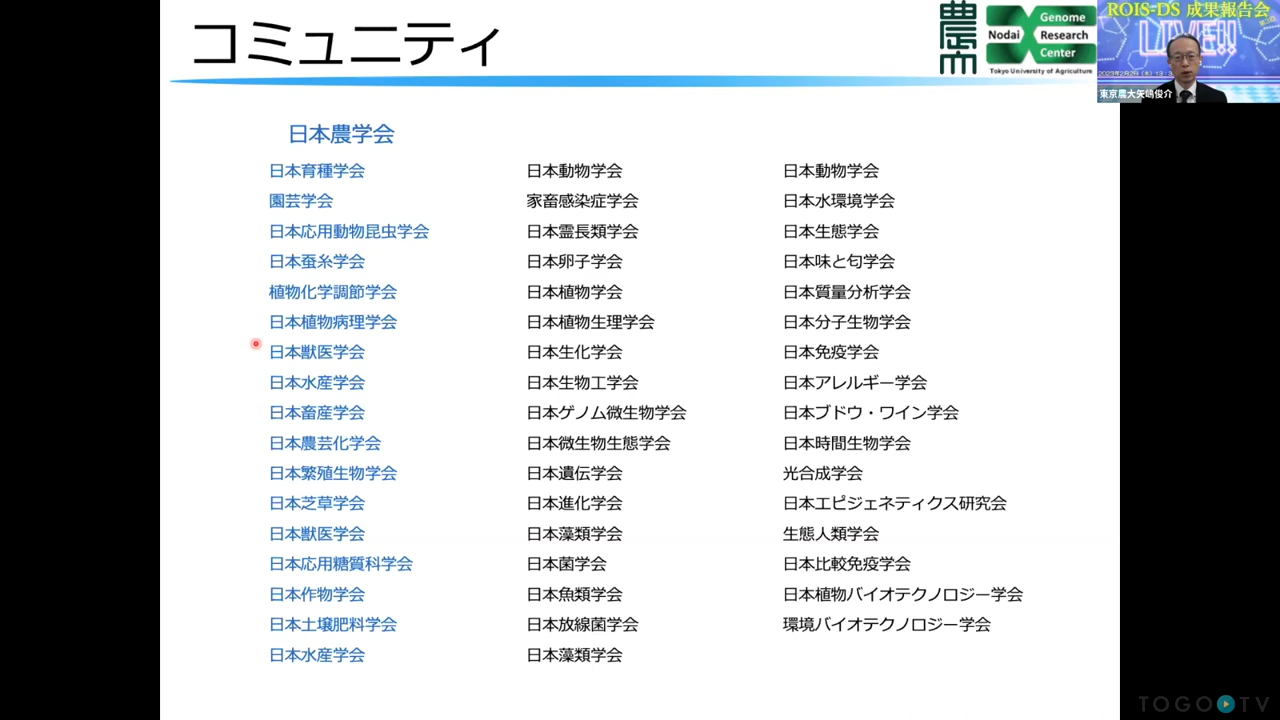 コミュニティ
農大
Nodai
Genome
Research
Center
Tokyo University of Agriculture
ROIS-DS 成果報告会
LIVE!!
東京農大矢嶋俊介
日本農学会
日本育種学会
園芸学会
日本応用動物昆虫学会
日本蚕糸学会
植物化学調節学会
日本植物病理学会
日本獣医学会
日本水産学会
日本畜産学会
日本農芸化学会
日本繁殖生物学会
日本芝草学会
日本獣医学会
日本応用糖質科学会
日本作物学会
日本土壌肥料学会
日本水産学会
日本動物学会
家畜感染症学会
日本霊長類学会
日本卵子学会
日本植物学会
日本植物生理学会
日本生化学会
日本生物工学会
日本ゲノム微生物学会
日本微生物生態学会
日本遺伝学会
日本進化学会
日本藻類学会
日本菌学会
日本魚類学会
日本放線菌学会
日本藻類学会
日本動物学会
日本水環境学会
日本生態学会
日本味と匂学会
日本質量分析学会
日本分子生物学会
日本免疫学会
日本アレルギー学会
日本ブドウ・ワイン学会
日本時間生物学会
光合成学会
日本エピジェネティクス研究会
生態人類学会
日本比較免疫学会
日本植物バイオテクノロジー学会
環境バイオテクノロジー学会
TOGO TV